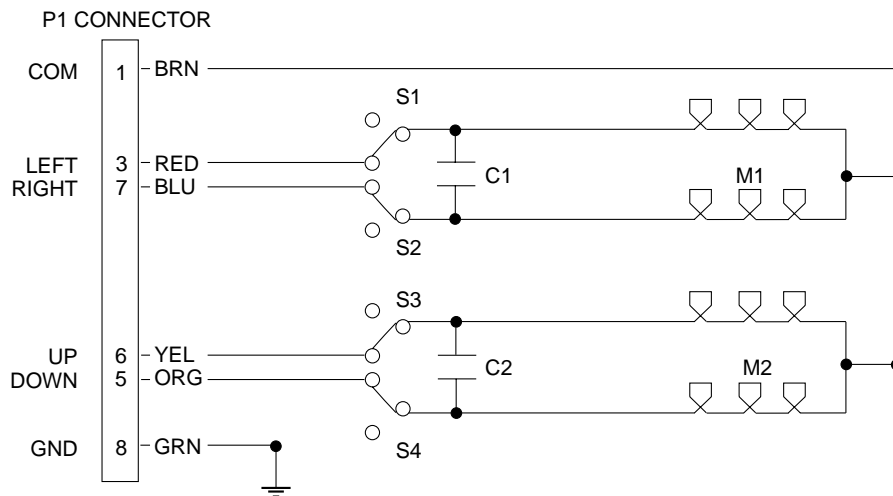 P1 CONNECTOR
COM 1 BRN
S1
LEFT 3 RED
C1 M1
RIGHT 7 BLU
S2
S3
UP 6 YEL
C2 M2
DOWN 5 ORG
GND 8 GRN
S4